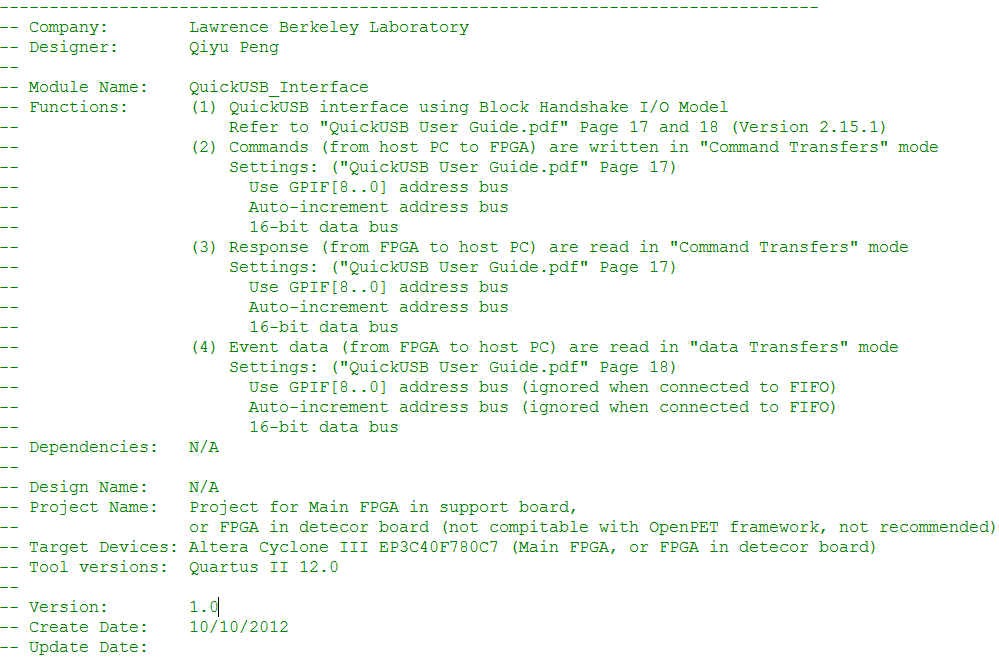 ----------------------------------------------------------------------------------
-- Company:        Lawrence Berkeley Laboratory
-- Designer:       Qiyu Peng
--
-- Module Name:    QuickUSB_Interface
-- Functions:      (1) QuickUSB interface using Block Handshake I/O Model
--                     Refer to "QuickUSB User Guide.pdf" Page 17 and 18 (Version 2.15.1)
--                 (2) Commands (from host PC to FPGA) are written in "Command Transfers" mode
--                     Settings: ("QuickUSB User Guide.pdf" Page 17)
--                       Use GPIF[8..0] address bus
--                       Auto-increment address bus
--                       16-bit data bus
--                 (3) Response (from FPGA to host PC) are read in "Command Transfers" mode
--                     Settings: ("QuickUSB User Guide.pdf" Page 17)
--                       Use GPIF[8..0] address bus
--                       Auto-increment address bus
--                       16-bit data bus
--                 (4) Event data (from FPGA to host PC) are read in "data Transfers" mode
--                     Settings: ("QuickUSB User Guide.pdf" Page 18)
--                       Use GPIF[8..0] address bus (ignored when connected to FIFO)
--                       Auto-increment address bus (ignored when connected to FIFO)
--                       16-bit data bus
-- Dependencies:   N/A
--
-- Design Name:    N/A
-- Project Name:   Project for Main FPGA in support board,
--                 or FPGA in detecor board (not compitable with OpenPET framework, not recommended)
-- Target Devices: Altera Cyclone III EP3C40F780C7 (Main FPGA, or FPGA in detecor board)
-- Tool versions:  Quartus II 12.0
--
-- Version:        1.0
-- Create Date:    10/10/2012
-- Update Date: